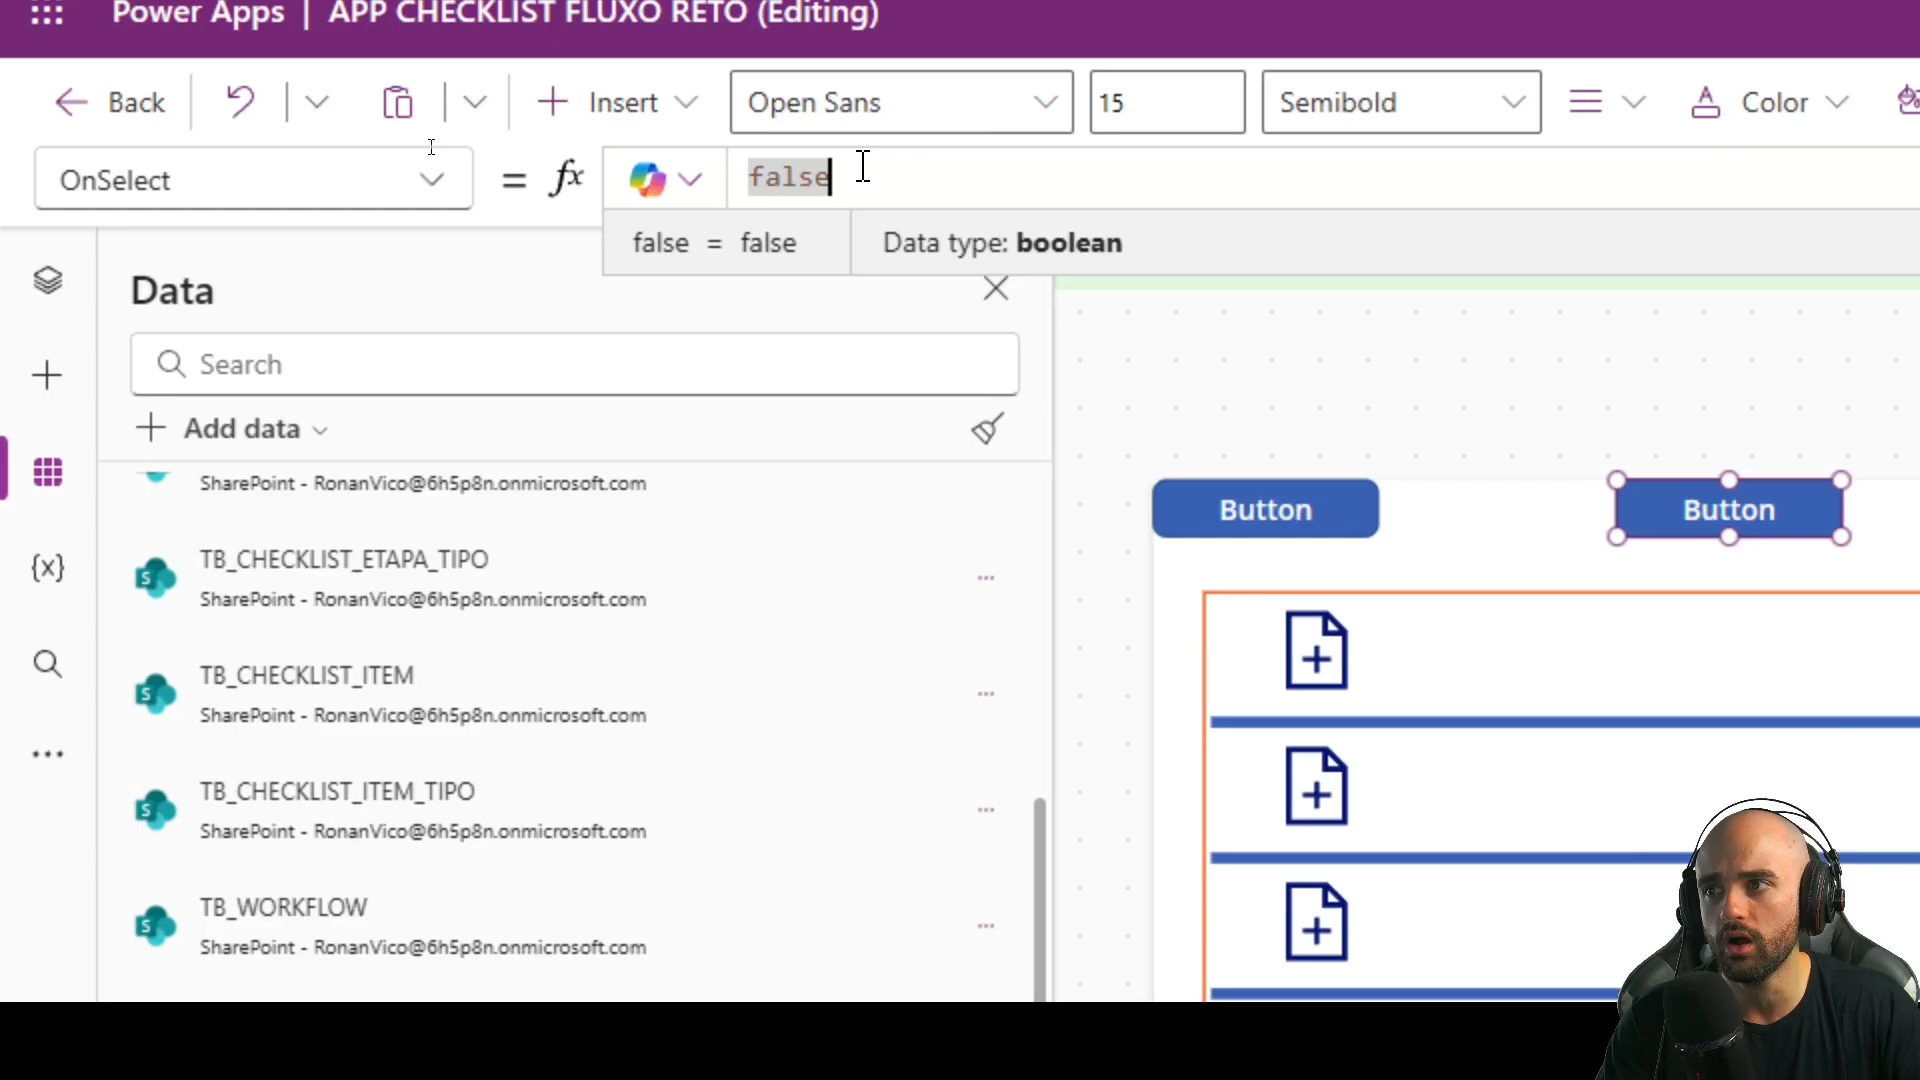 Power Apps | APP CHECKLIST FLUXO RETO (Editing)
Back
Insert
Open Sans
15
Semibold
Color
OnSelect
= fx
false
false = false
Data type: boolean
Data
Search
Add data
SharePoint - RonanVico@6h5p8n.onmicrosoft.com
TB_CHECKLIST_ETAPA_TIPO
SharePoint - RonanVico@6h5p8n.onmicrosoft.com
TB_CHECKLIST_ITEM
SharePoint - RonanVico@6h5p8n.onmicrosoft.com
TB_CHECKLIST_ITEM_TIPO
SharePoint - RonanVico@6h5p8n.onmicrosoft.com
TB_WORKFLOW
SharePoint - RonanVico@6h5p8n.onmicrosoft.com
Button
Button